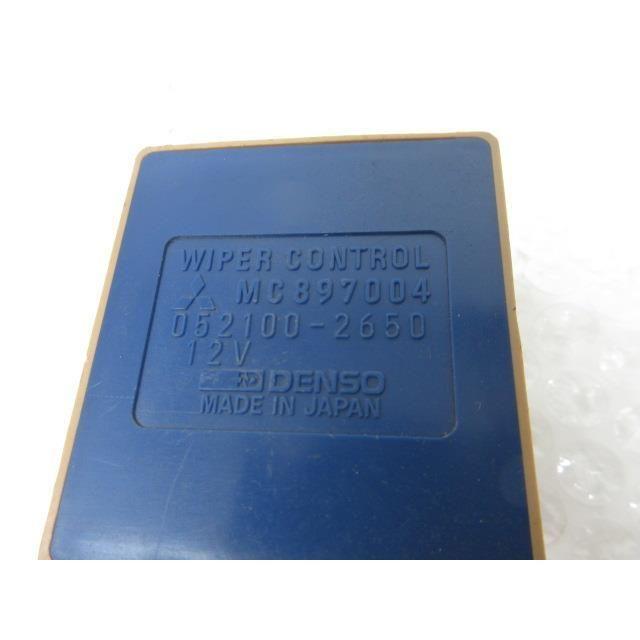 WIPER CONTROL
MC897004
052100-2650
12V
DENSO
MADE IN JAPAN